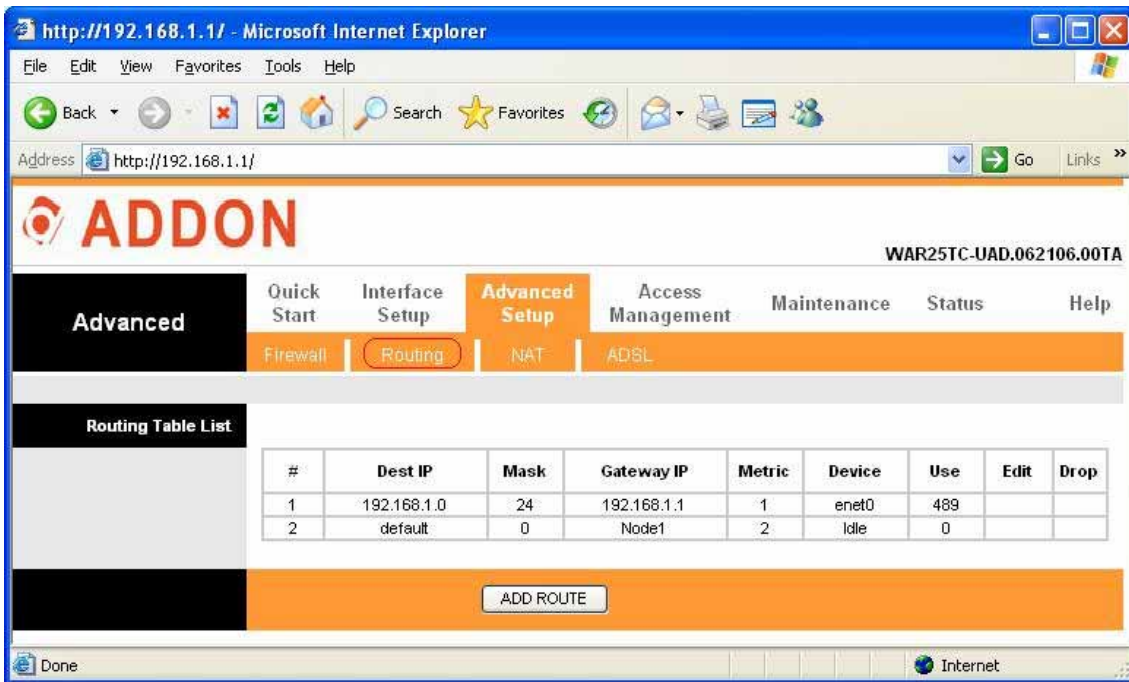 http://192.168.1.1/ - Microsoft Internet Explorer
File Edit View Favorites Tools Help
Back Search Favorites
Address http://192.168.1.1/ Go Links »
ADDON
WAR25TC-UAD.062106.00TA
Advanced
Quick Start Interface Setup Advanced Setup Access Management Maintenance Status Help
Firewall Routing NAT ADSL
Routing Table List
# Dest IP Mask Gateway IP Metric Device Use Edit Drop
1 192.168.1.0 24 192.168.1.1 1 enet0 489
2 default 0 Node1 2 Idle 0
ADD ROUTE
Done Internet